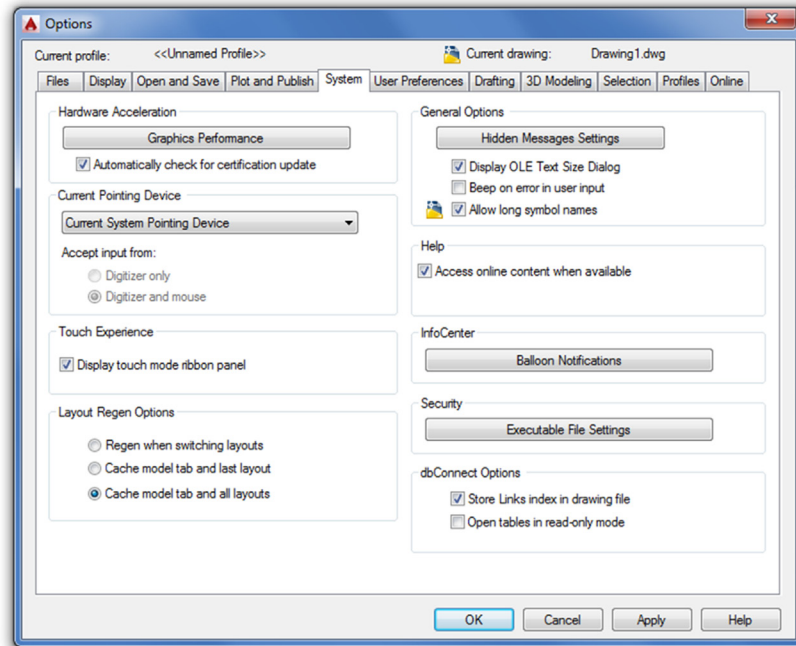 Options
Current profile: <<Unnamed Profile>> Current drawing: Drawing1.dwg
Files Display Open and Save Plot and Publish System User Preferences Drafting 3D Modeling Selection Profiles Online
Hardware Acceleration
Graphics Performance
Automatically check for certification update
Current Pointing Device
Current System Pointing Device
Accept input from:
Digitizer only
Digitizer and mouse
Touch Experience
Display touch mode ribbon panel
Layout Regen Options
Regen when switching layouts
Cache model tab and last layout
Cache model tab and all layouts
General Options
Hidden Messages Settings
Display OLE Text Size Dialog
Beep on error in user input
Allow long symbol names
Help
Access online content when available
InfoCenter
Balloon Notifications
Security
Executable File Settings
dbConnect Options
Store Links index in drawing file
Open tables in read-only mode
OK Cancel Apply Help